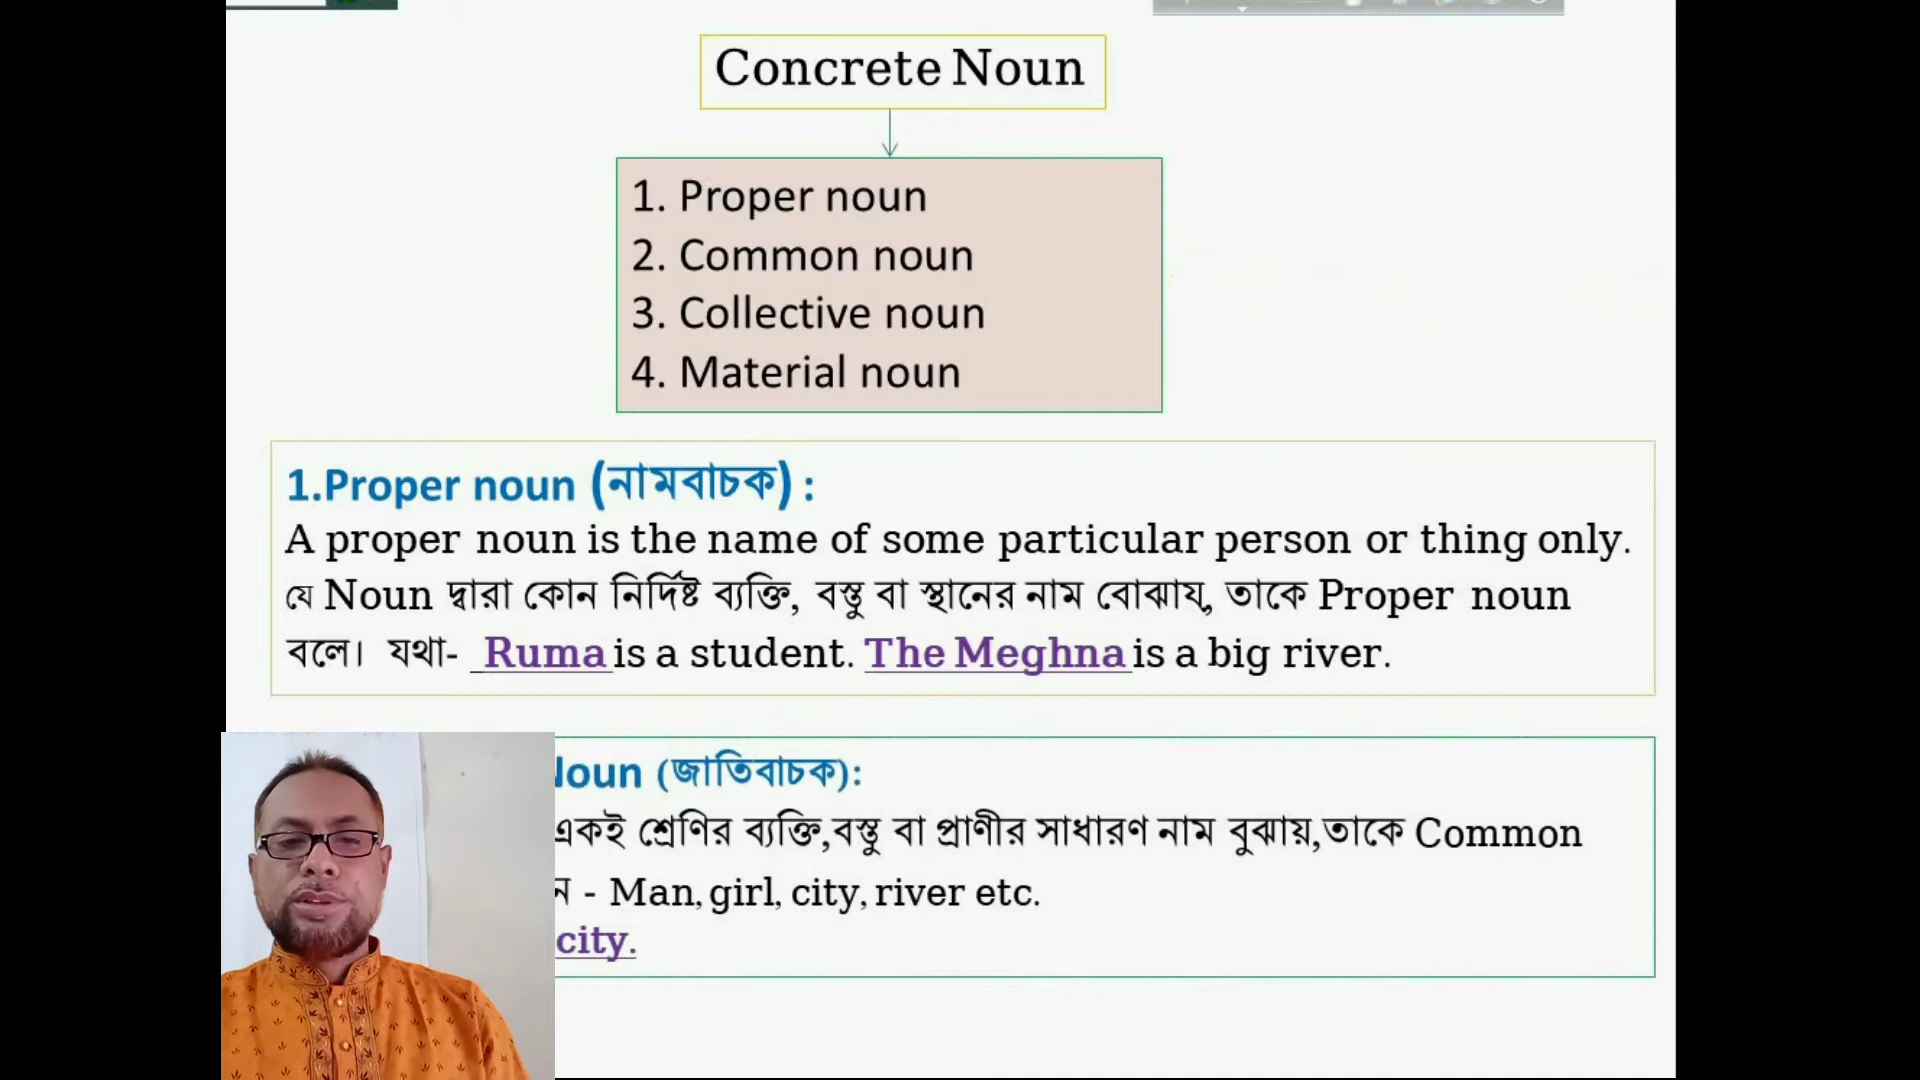 Concrete Noun
1. Proper noun
2. Common noun
3. Collective noun
4. Material noun
1.Proper noun (নামবাচক) :
A proper noun is the name of some particular person or thing only.
যে Noun দ্বারা কোন নির্দিষ্ট ব্যক্তি, বস্তু বা স্থানের নাম বোঝায়, তাকে Proper noun
বলে। যথা- _Ruma is a student. The Meghna is a big river.
Noun (জাতিবাচক):
একই শ্রেণির ব্যক্তি,বস্তু বা প্রাণীর সাধারণ নাম বুঝায়,তাকে Common
ন - Man, girl, city, river etc.
city.